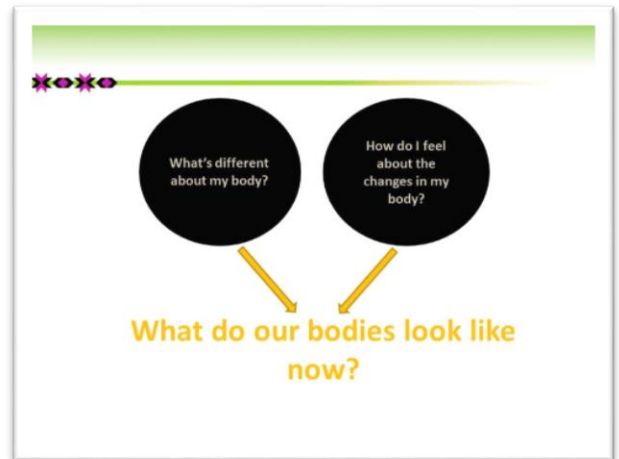 What's different
about my body?
How do I feel
about the
changes in my
body?
What do our bodies look like
now?